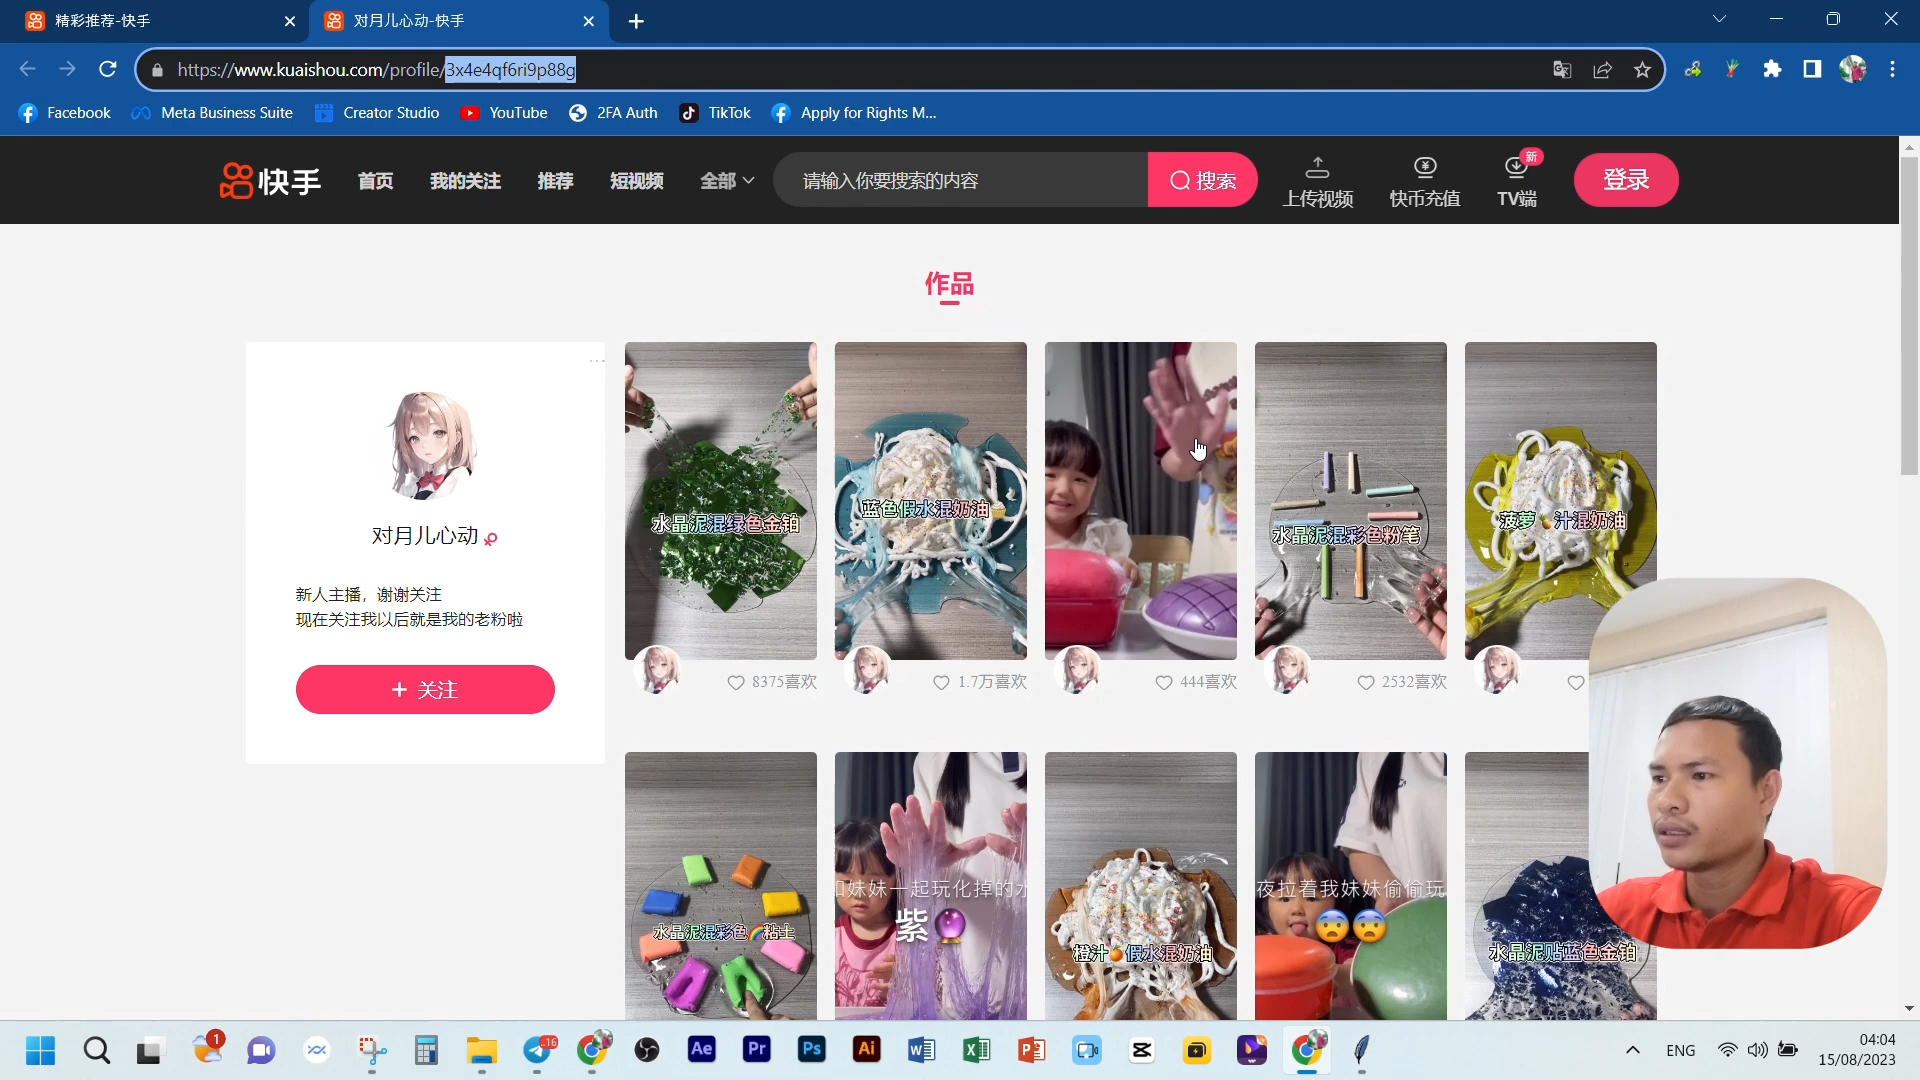 精彩推荐-快手
对月儿心动-快手
https://www.kuaishou.com/profile/3x4e4qf6ri9p88g
Facebook
Meta Business Suite
Creator Studio
YouTube
2FA Auth
TikTok
Apply for Rights M...
快手
首页
我的关注
推荐
短视频
全部
请输入你要搜索的内容
搜索
上传视频
快币充值
新
TV端
登录
作品
对月儿心动
新人主播，谢谢关注
现在关注我以后就是我的老粉啦
+ 关注
水晶泥混绿色金铂
蓝色假水混奶油
水晶泥混彩色粉笔
菠萝🍍汁混奶油
8375喜欢
1.7万喜欢
444喜欢
2532喜欢
水晶泥混彩色🌈粘土
和妹妹一起玩化掉的水
紫🔮
橙汁🍊假水混奶油
夜拉着我妹妹偷偷玩
😨😨
水晶泥贴蓝色金铂
1
16
Ae
Pr
Ps
Ai
ENG
04:04
15/08/2023